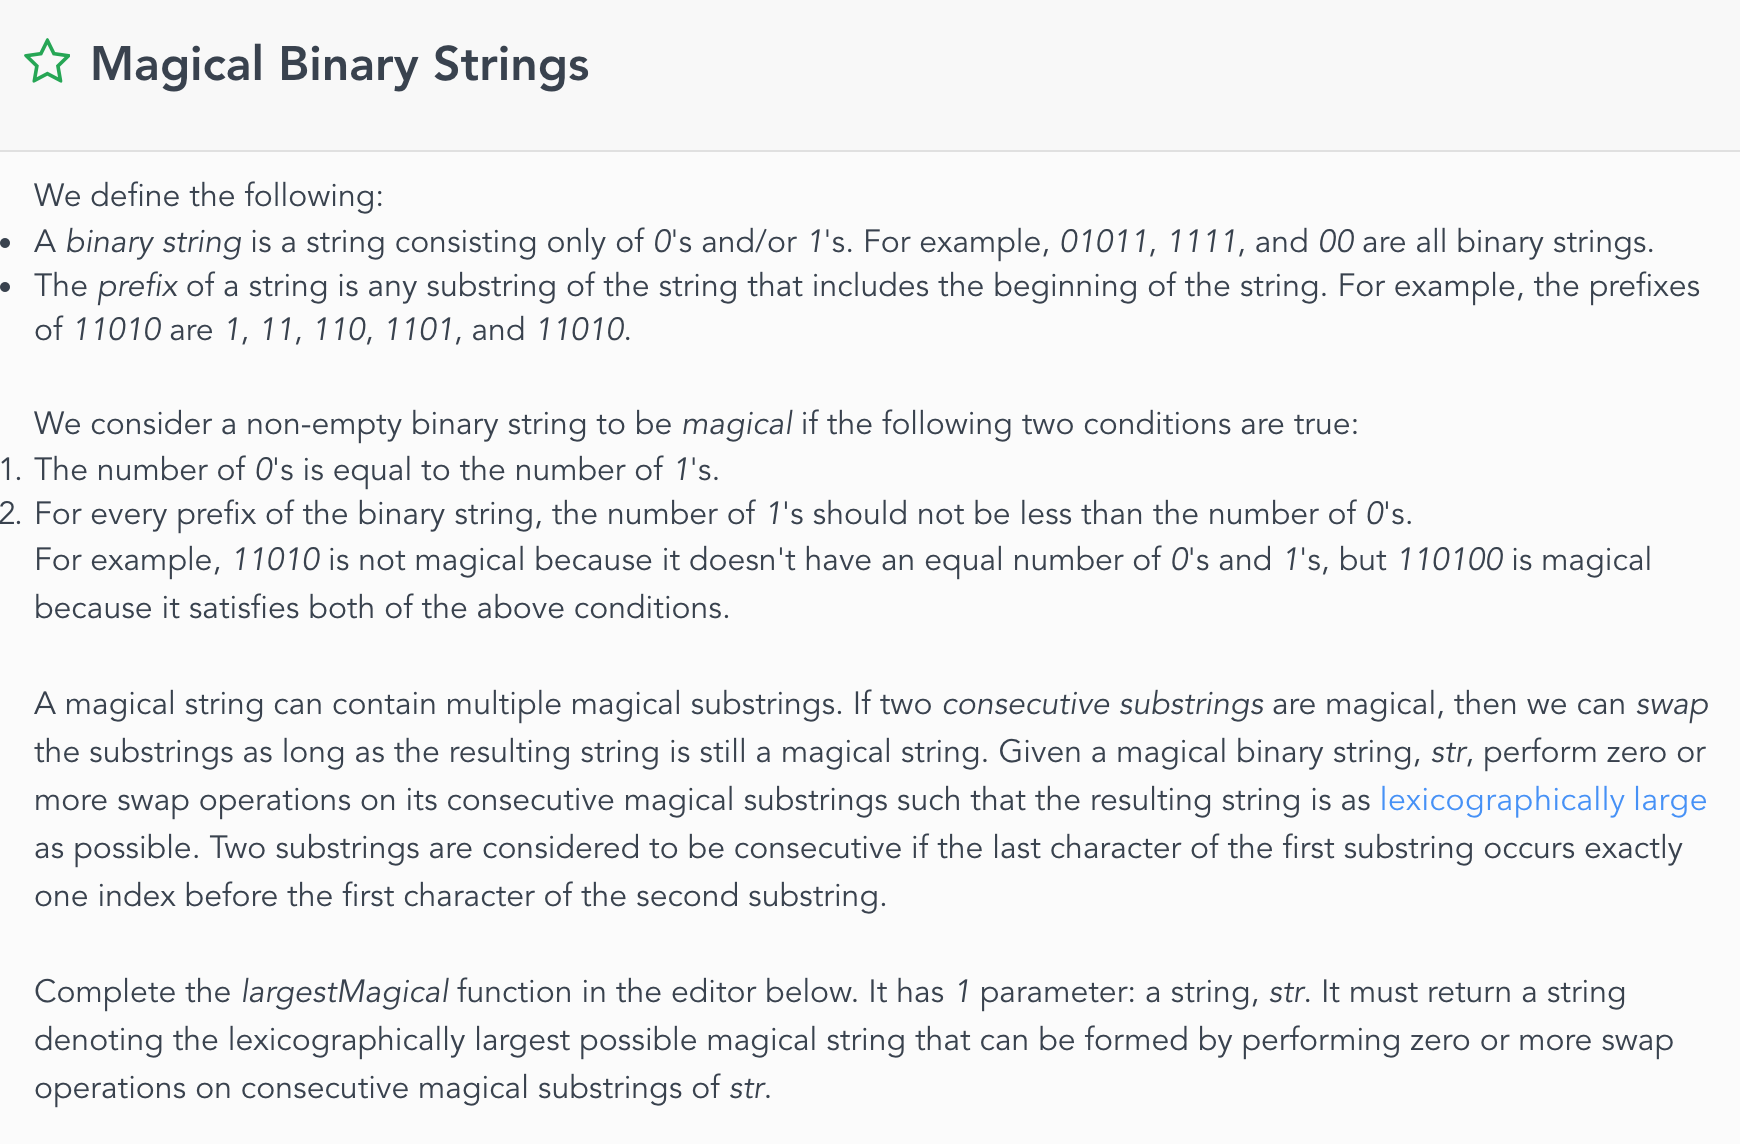 Magical Binary Strings
We define the following:
• A binary string is a string consisting only of 0's and/or 1's. For example, 01011, 1111, and 00 are all binary strings.
• The prefix of a string is any substring of the string that includes the beginning of the string. For example, the prefixes
of 11010 are 1, 11, 110, 1101, and 11010.
We consider a non-empty binary string to be magical if the following two conditions are true:
1. The number of 0's is equal to the number of 1's.
2. For every prefix of the binary string, the number of 1's should not be less than the number of 0's.
For example, 11010 is not magical because it doesn't have an equal number of 0's and 1's, but 110100 is magical
because it satisfies both of the above conditions.
A magical string can contain multiple magical substrings. If two consecutive substrings are magical, then we can swap
the substrings as long as the resulting string is still a magical string. Given a magical binary string, str, perform zero or
more swap operations on its consecutive magical substrings such that the resulting string is as lexicographically large
as possible. Two substrings are considered to be consecutive if the last character of the first substring occurs exactly
one index before the first character of the second substring.
Complete the largestMagical function in the editor below. It has 1 parameter: a string, str. It must return a string
denoting the lexicographically largest possible magical string that can be formed by performing zero or more swap
operations on consecutive magical substrings of str.